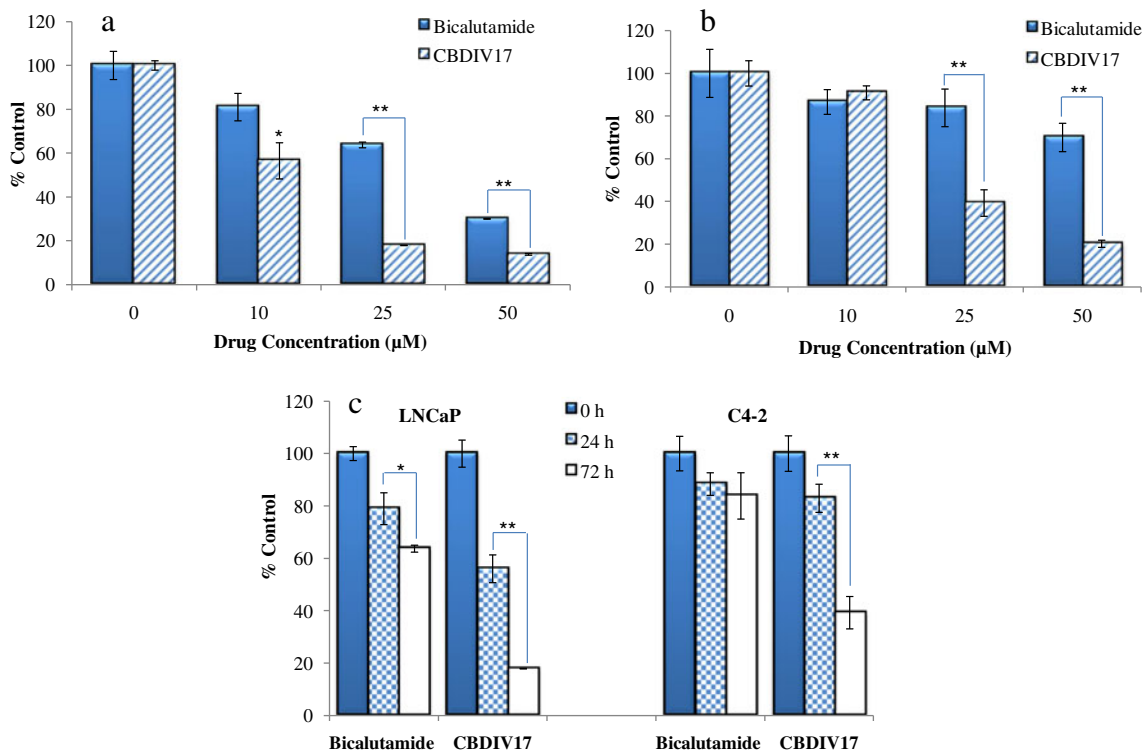 a
Bicalutamide
CBDIV17
120
100
80
60
40
20
0
% Control
*
**
**
0 10 25 50
Drug Concentration (µM)
b
Bicalutamide
CBDIV17
120
100
80
60
40
20
0
% Control
**
**
0 10 25 50
Drug Concentration (µM)
c
LNCaP
C4-2
0 h
24 h
72 h
120
100
80
60
40
20
0
% Control
*
**
**
Bicalutamide CBDIV17 Bicalutamide CBDIV17